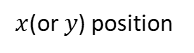 x(or y) position